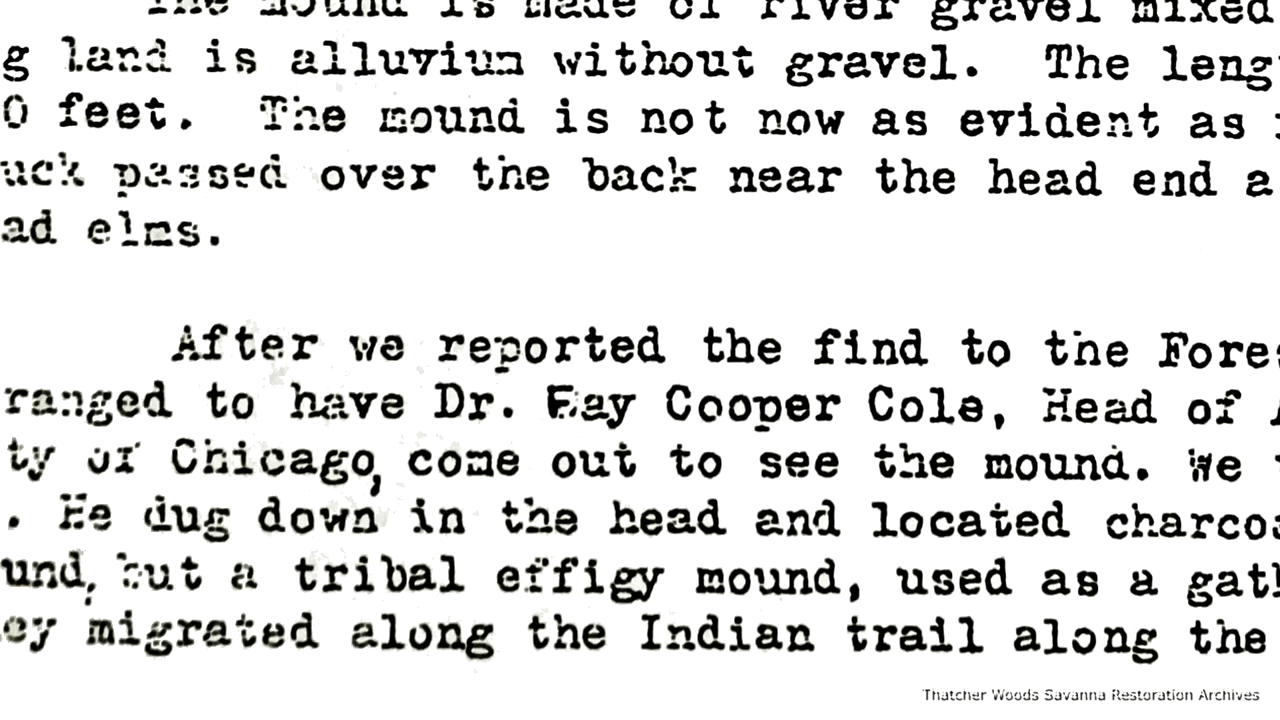 The mound is made of river gravel mixed
g land is alluvium without gravel. The leng
0 feet. The mound is not now as evident as
uck passed over the back near the head end a
ad elms.
After we reported the find to the Fores
ranged to have Dr. Fay Cooper Cole, Head of
ty of Chicago, come out to see the mound. We
. He dug down in the head and located charcoa
und, but a tribal effigy mound, used as a gath
ey migrated along the Indian trail along the
Thatcher Woods Savanna Restoration Archives